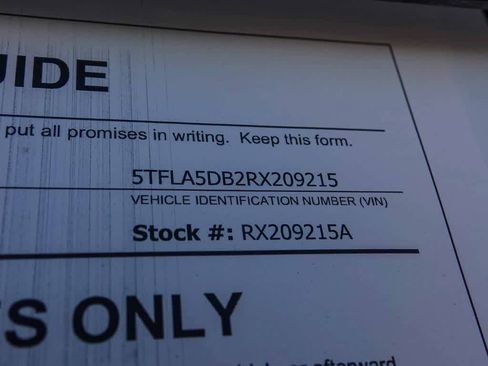 UIDE
put all promises in writing. Keep this form.
5TFLA5DB2RX209215
VEHICLE IDENTIFICATION NUMBER (VIN)
Stock #: RX209215A
S ONLY